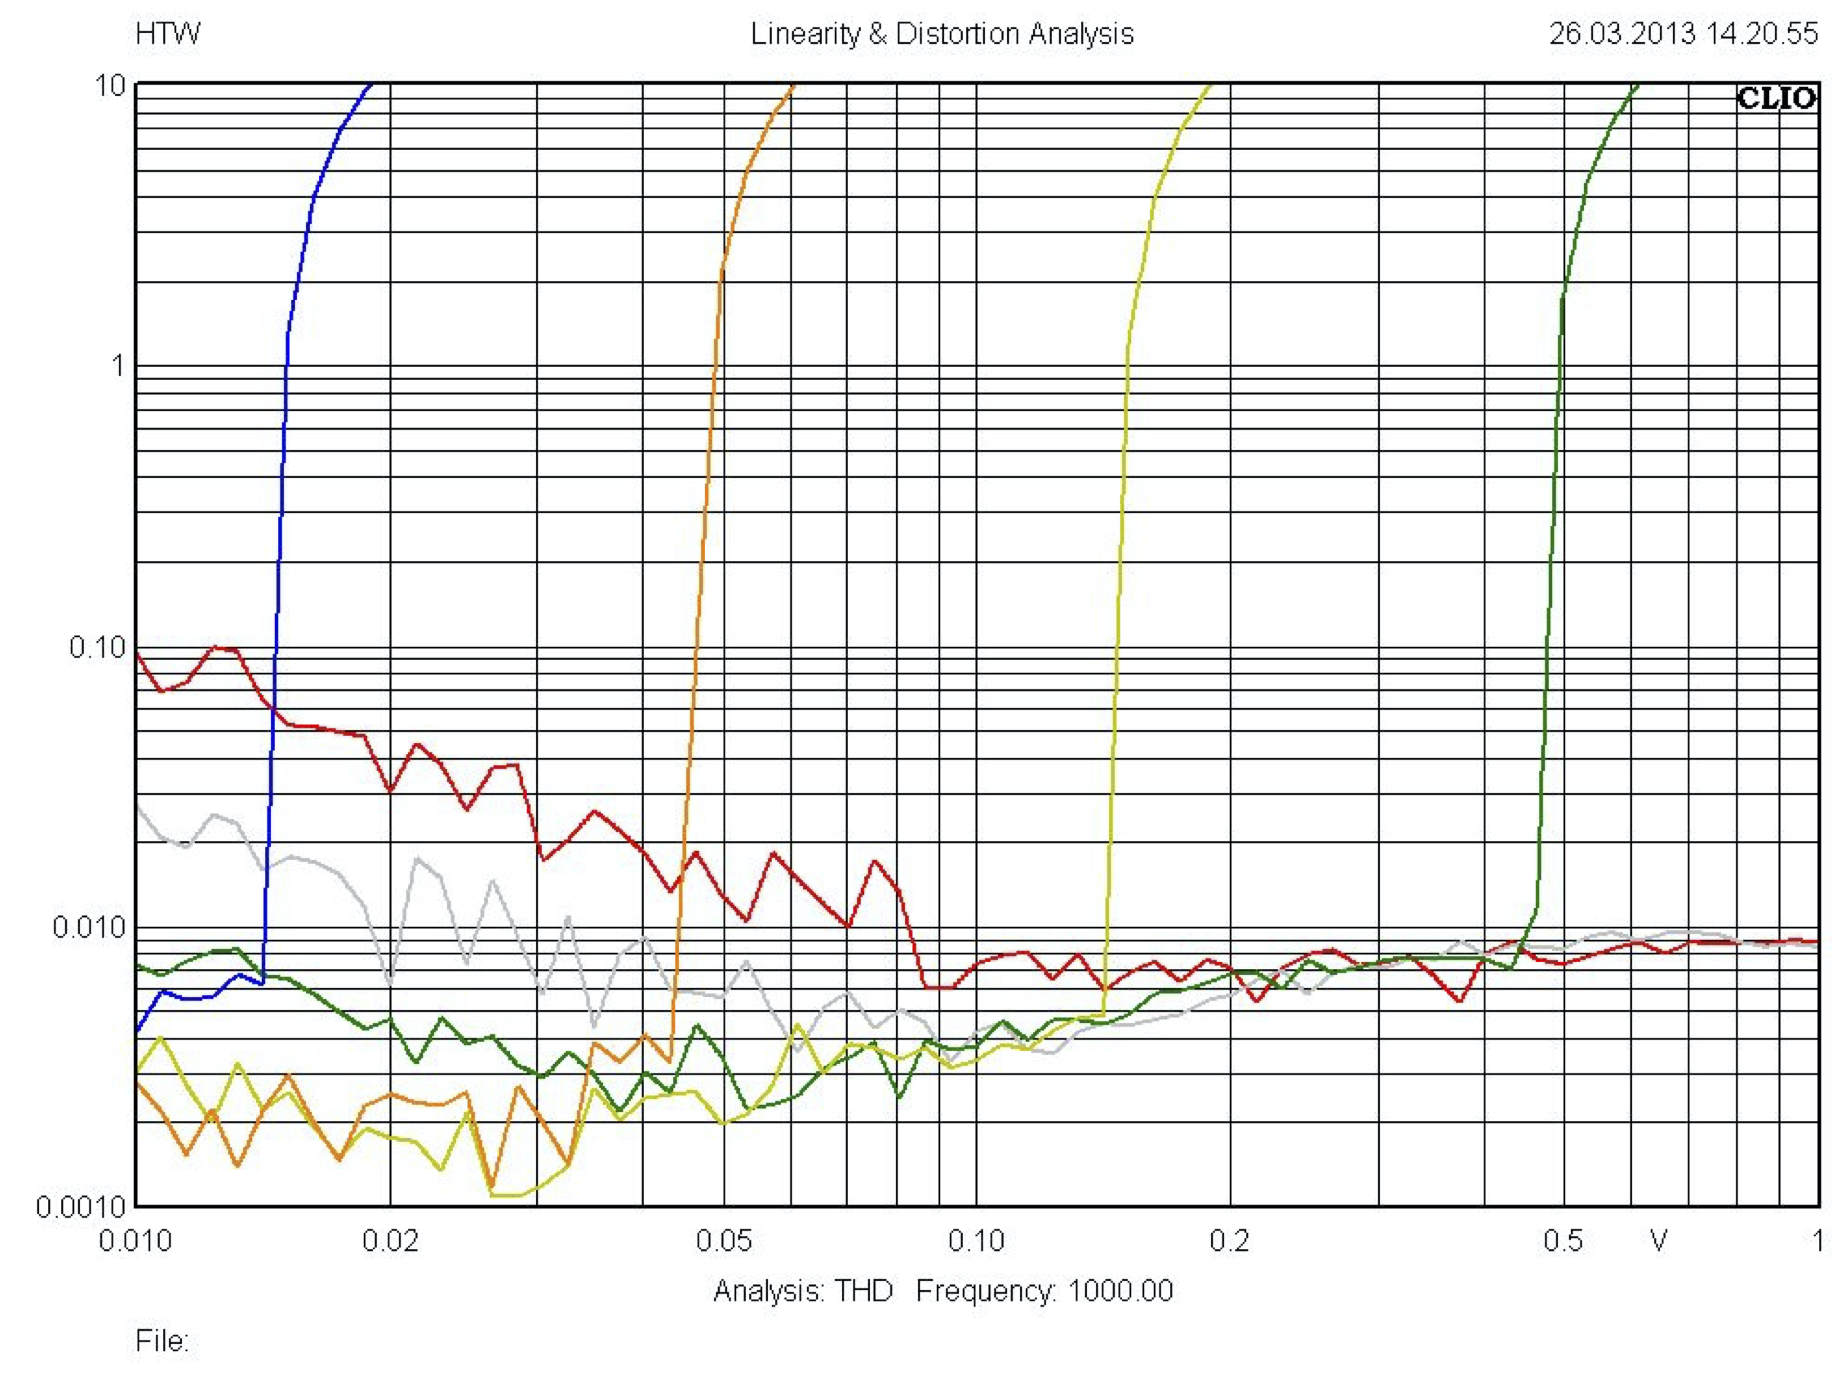 HTW Linearity & Distortion Analysis 26.03.2013 14.20.55
10
CLIO
1
0.10
0.010
0.0010
0.010 0.02 0.05 0.10 0.2 0.5 V 1
Analysis: THD Frequency: 1000.00
File: